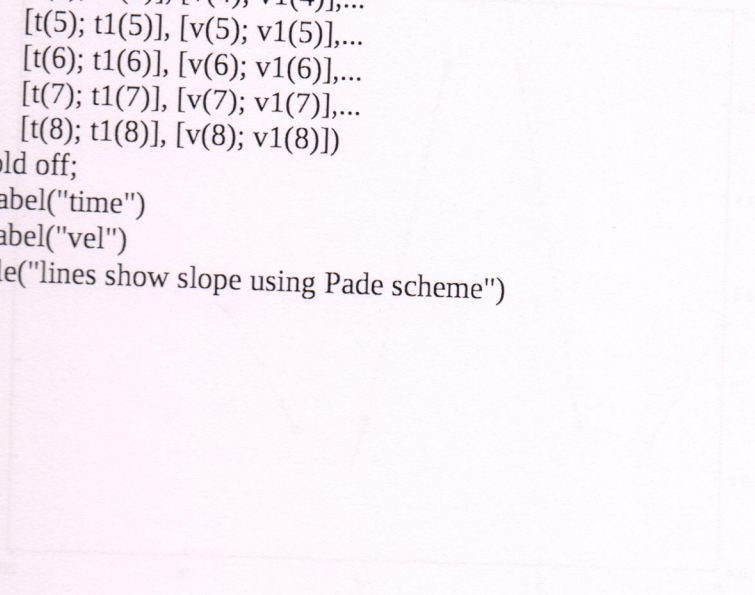 [t(5); t1(5)], [v(5); v1(5)],...
[t(6); t1(6)], [v(6); v1(6)],...
[t(7); t1(7)], [v(7); v1(7)],...
[t(8); t1(8)], [v(8); v1(8)])
old off;
abel("time")
abel("vel")
le("lines show slope using Pade scheme")